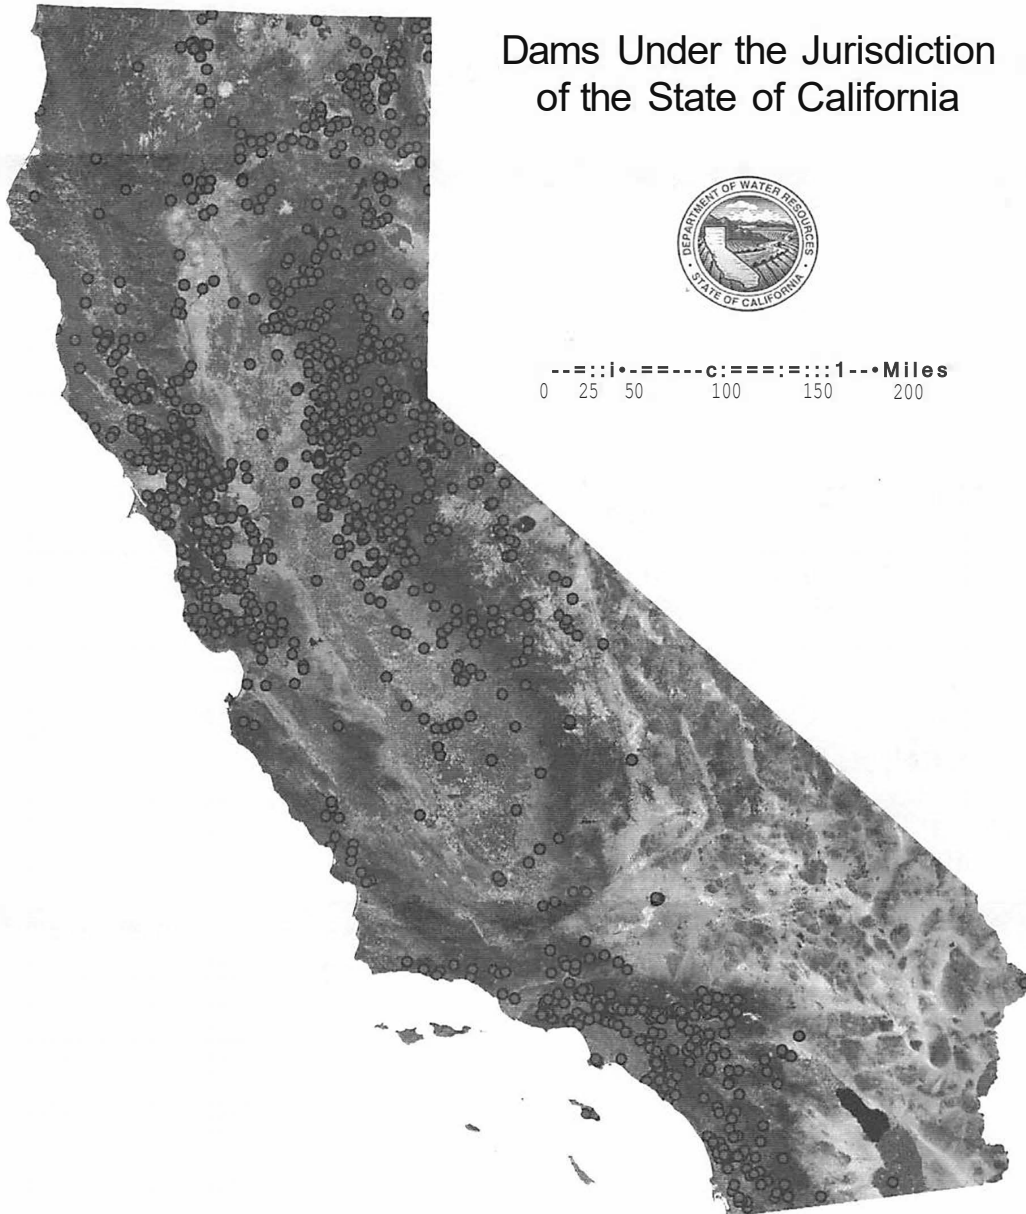 Dams Under the Jurisdiction
of the State of California
DEPARTMENT OF WATER RESOURCES
• STATE OF CALIFORNIA •
--=::i•-==---c:===:=:::1--•Miles
0 25 50 100 150 200